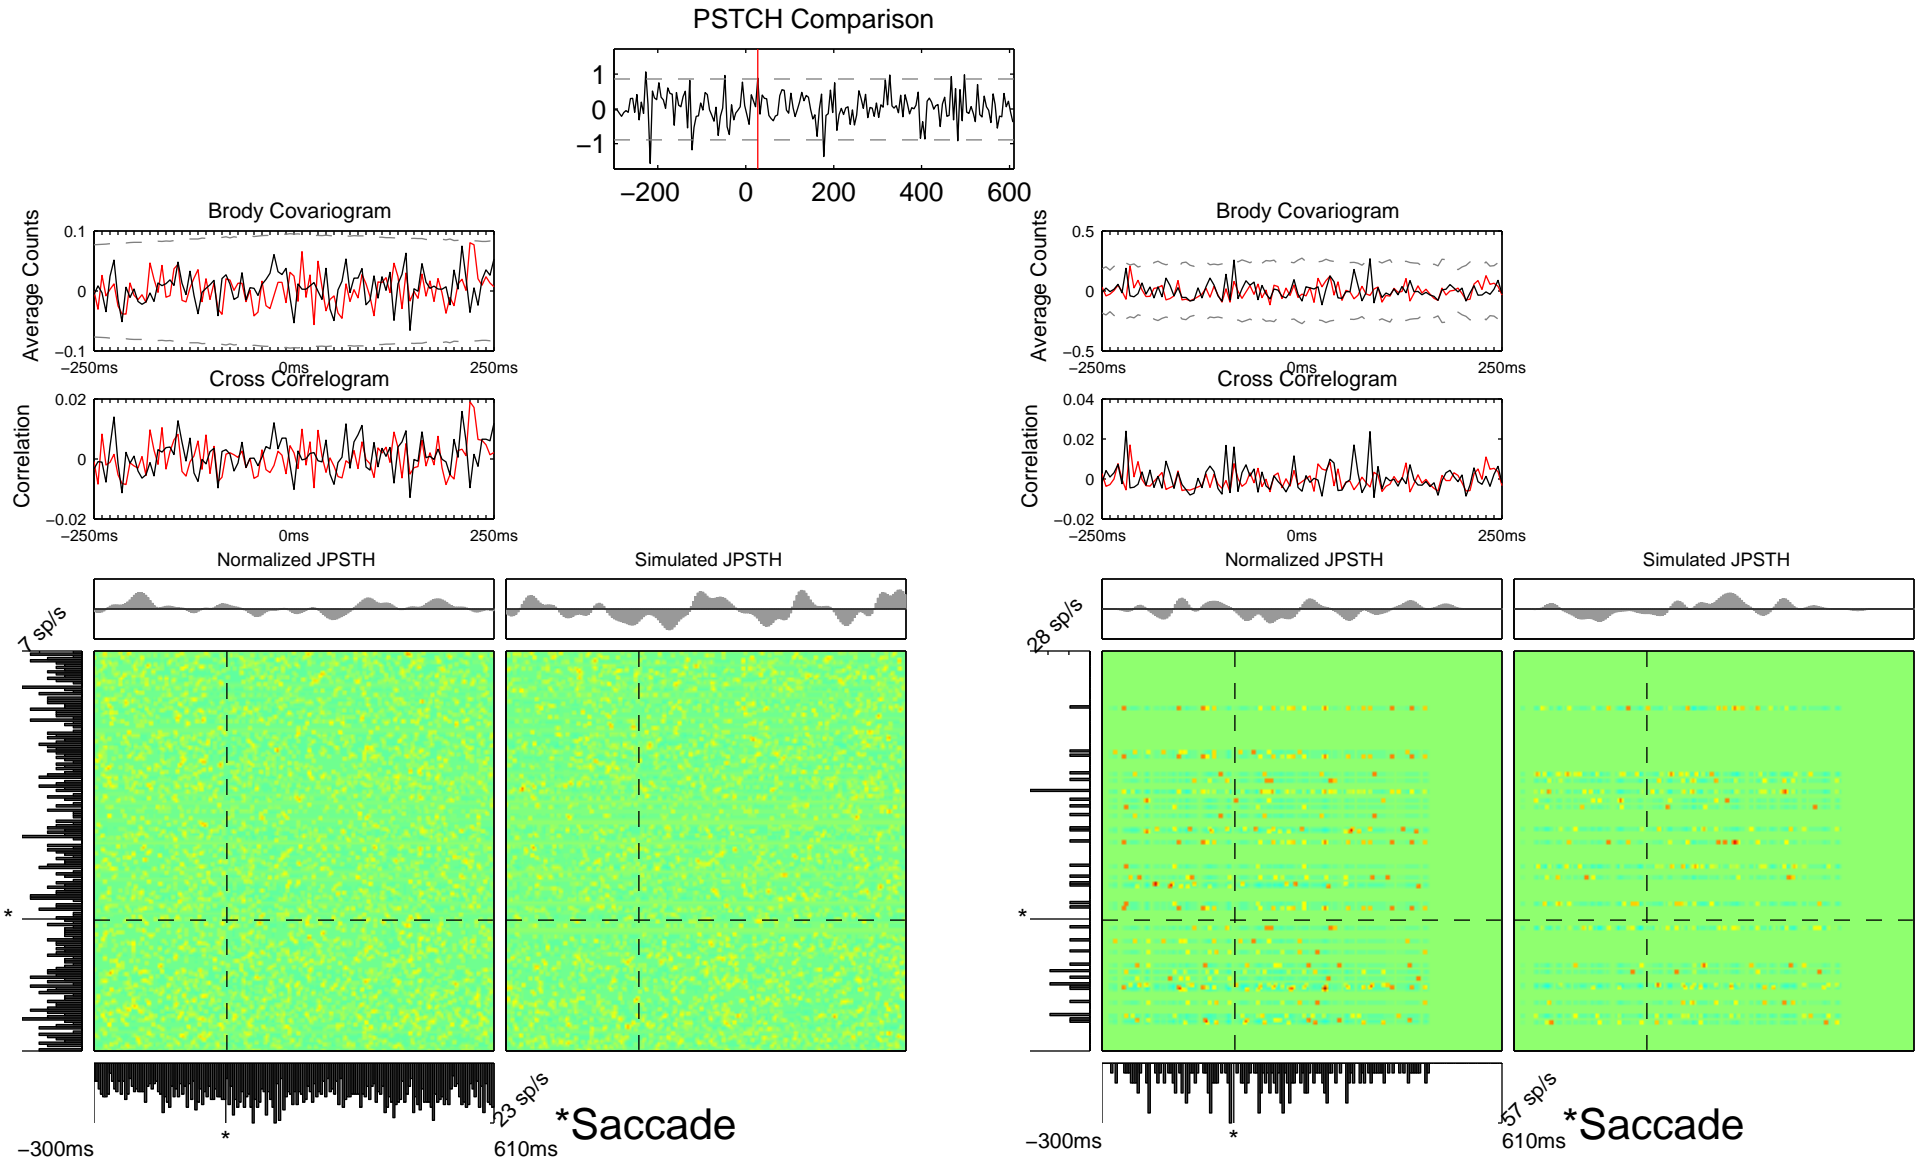 PSTCH Comparison
1
0
−1
−200 0 200 400 600
Brody Covariogram
Average Counts
0.1
0
−0.1
−250ms 0ms 250ms
Cross Correlogram
Correlation
0.02
0
−0.02
−250ms 0ms 250ms
Normalized JPSTH
Simulated JPSTH
7 sp/s
*
*
23 sp/s
−300ms
610ms
*Saccade
Brody Covariogram
Average Counts
0.5
0
−0.5
−250ms 0ms 250ms
Cross Correlogram
Correlation
0.04
0.02
0
−0.02
−250ms 0ms 250ms
Normalized JPSTH
Simulated JPSTH
28 sp/s
*
*
57 sp/s
−300ms
610ms
*Saccade